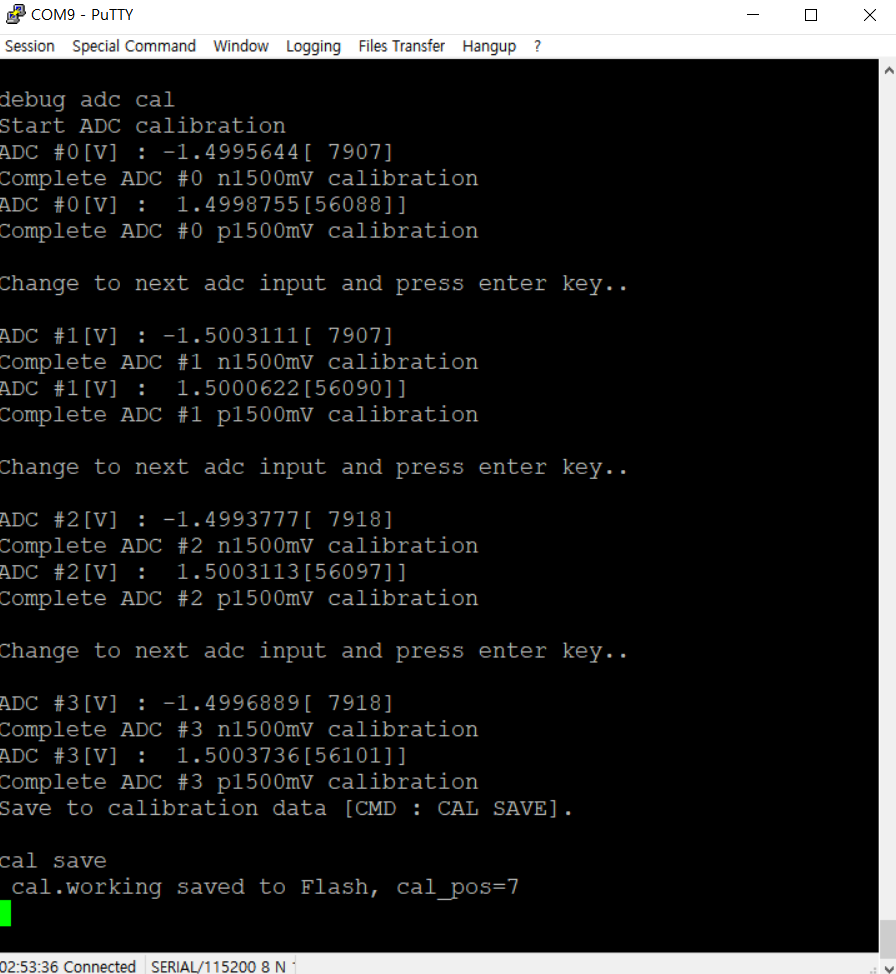 COM9 - PuTTY
Session Special Command Window Logging Files Transfer Hangup ?
debug adc cal
Start ADC calibration
ADC #0[V] : -1.4995644[ 7907]
Complete ADC #0 n1500mV calibration
ADC #0[V] :  1.4998755[56088]]
Complete ADC #0 p1500mV calibration
Change to next adc input and press enter key..
ADC #1[V] : -1.5003111[ 7907]
Complete ADC #1 n1500mV calibration
ADC #1[V] :  1.5000622[56090]]
Complete ADC #1 p1500mV calibration
Change to next adc input and press enter key..
ADC #2[V] : -1.4993777[ 7918]
Complete ADC #2 n1500mV calibration
ADC #2[V] :  1.5003113[56097]]
Complete ADC #2 p1500mV calibration
Change to next adc input and press enter key..
ADC #3[V] : -1.4996889[ 7918]
Complete ADC #3 n1500mV calibration
ADC #3[V] :  1.5003736[56101]]
Complete ADC #3 p1500mV calibration
Save to calibration data [CMD : CAL SAVE].
cal save
cal.working saved to Flash, cal_pos=7
02:53:36 Connected SERIAL/115200 8 N